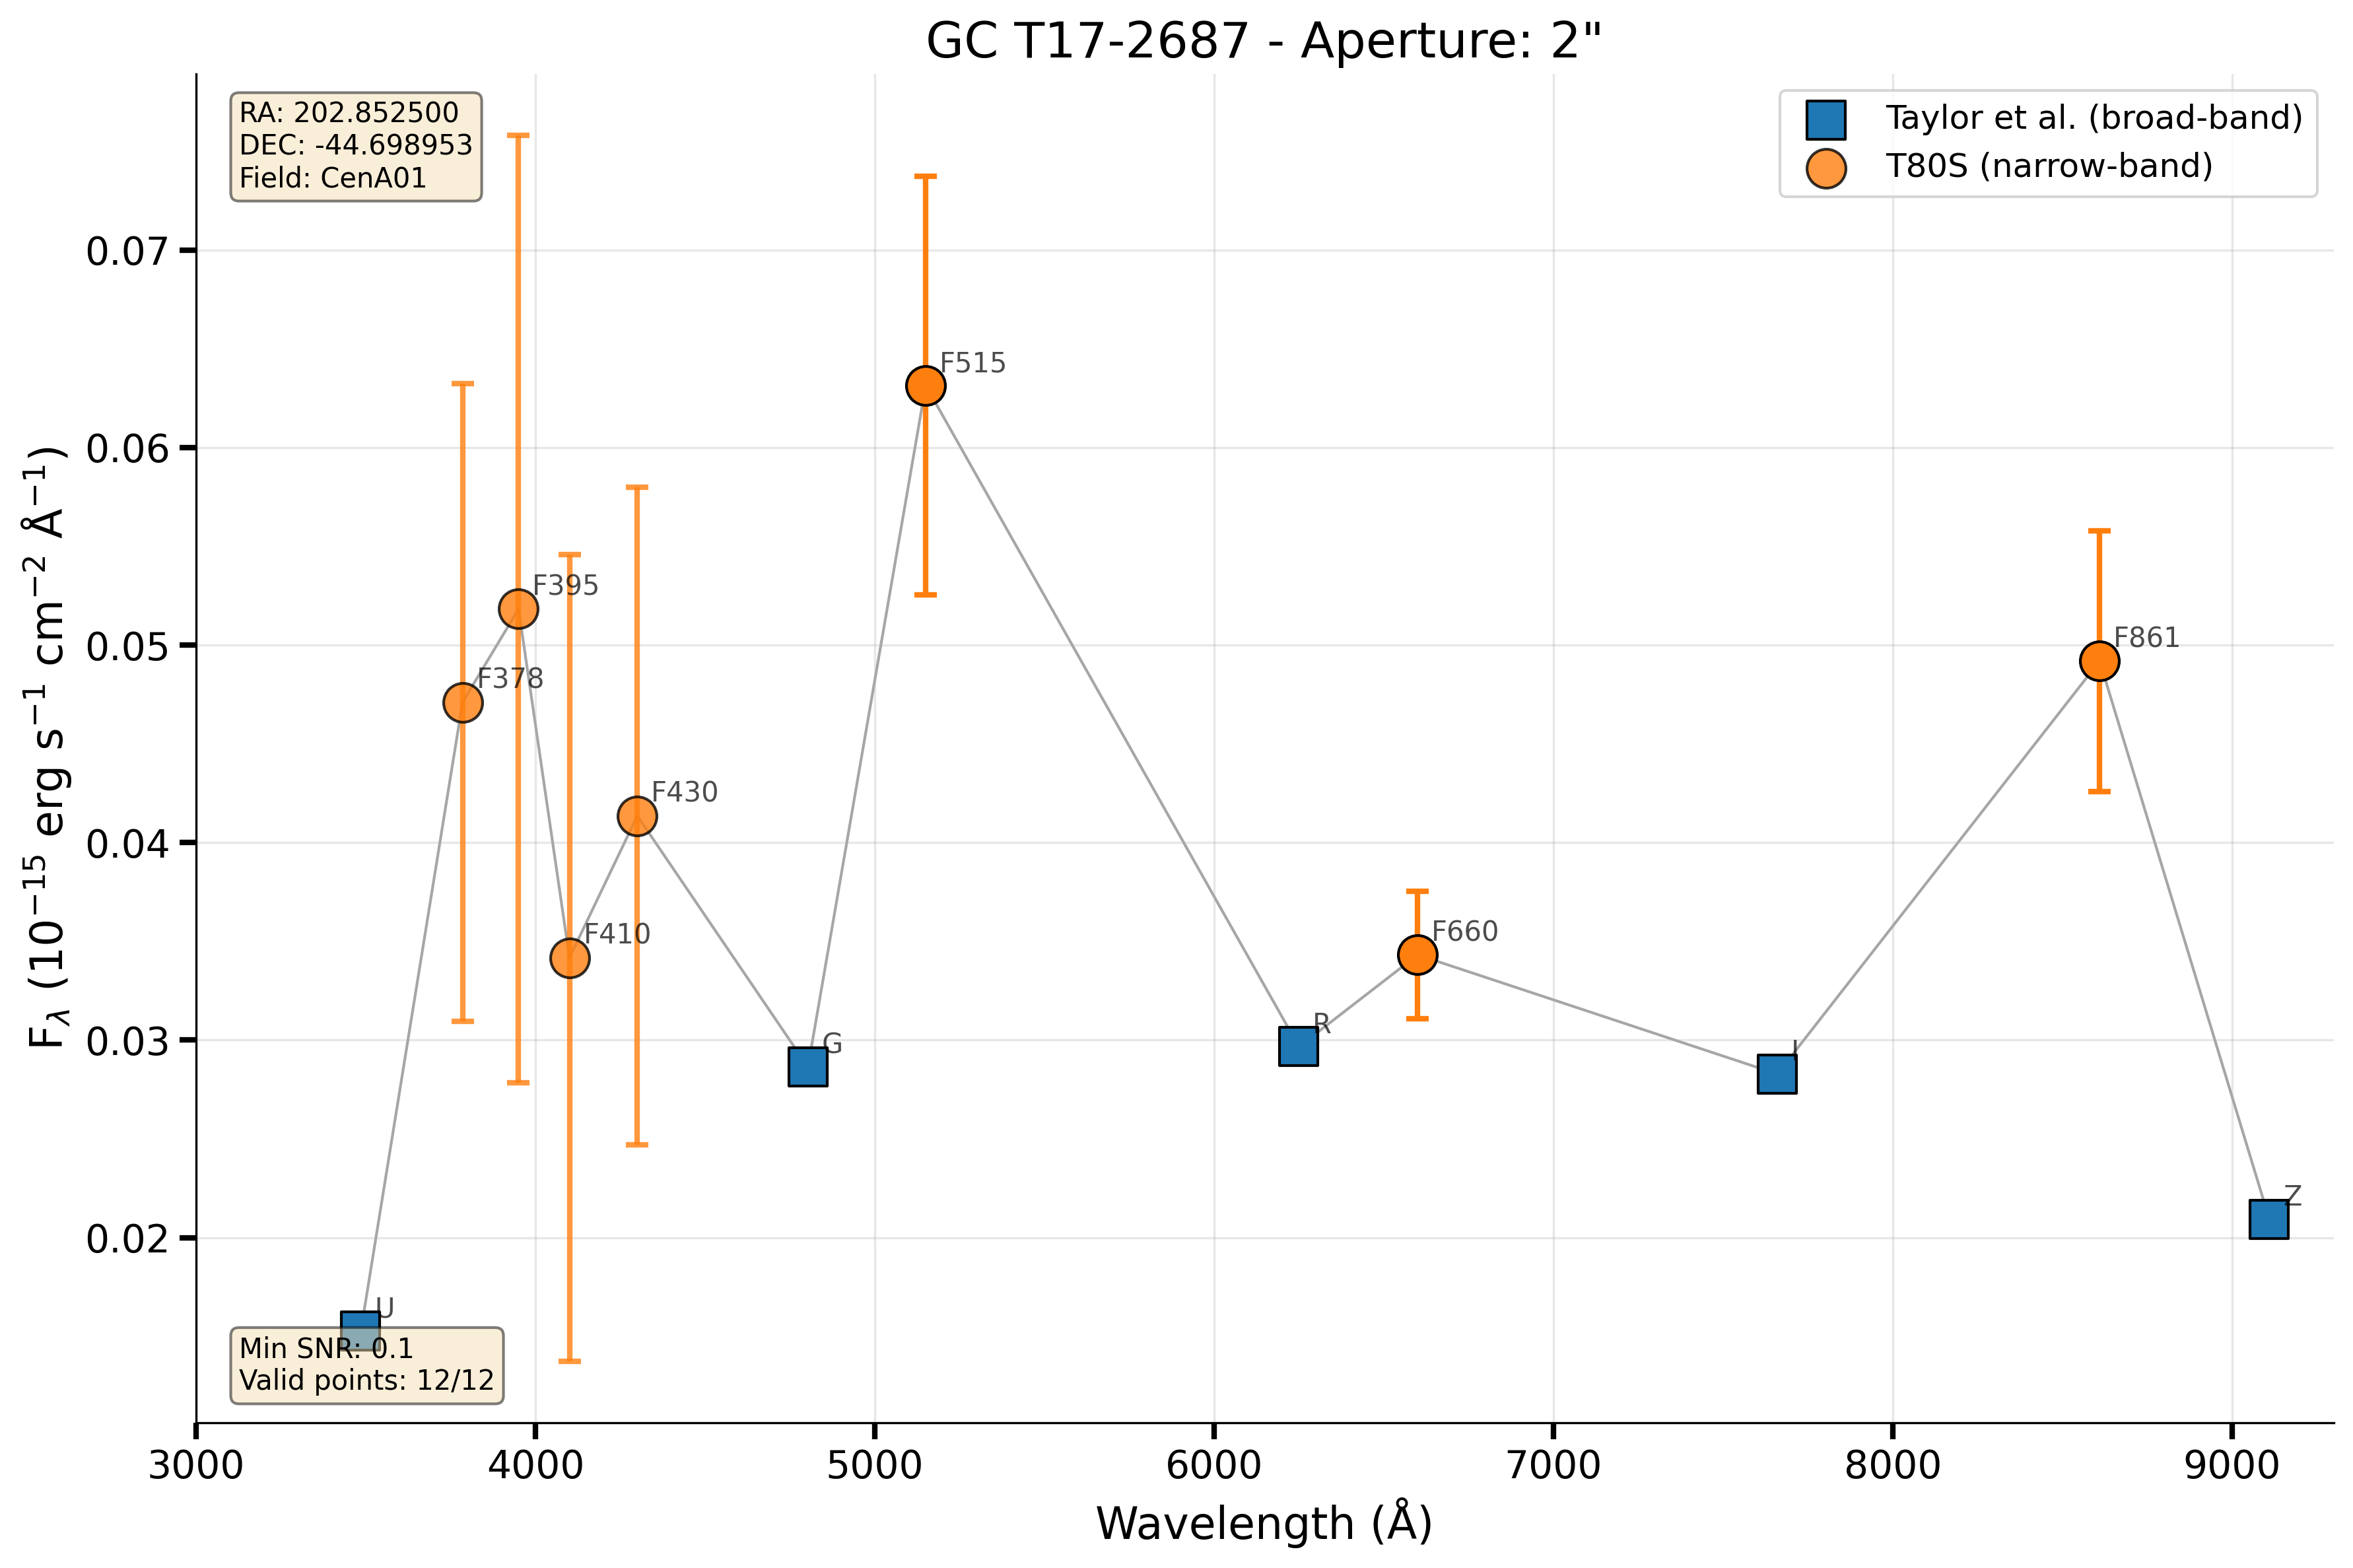 GC T17-2687 - Aperture: 2"
RA: 202.852500
DEC: -44.698953
Field: CenA01
Taylor et al. (broad-band)
T80S (narrow-band)
F515
F395
F378
F861
F430
F410
F660
G
R
I
Z
U
Min SNR: 0.1
Valid points: 12/12
0.07
0.06
0.05
0.04
0.03
0.02
F_λ (10⁻¹⁵ erg s⁻¹ cm⁻² Å⁻¹)
3000 4000 5000 6000 7000 8000 9000
Wavelength (Å)